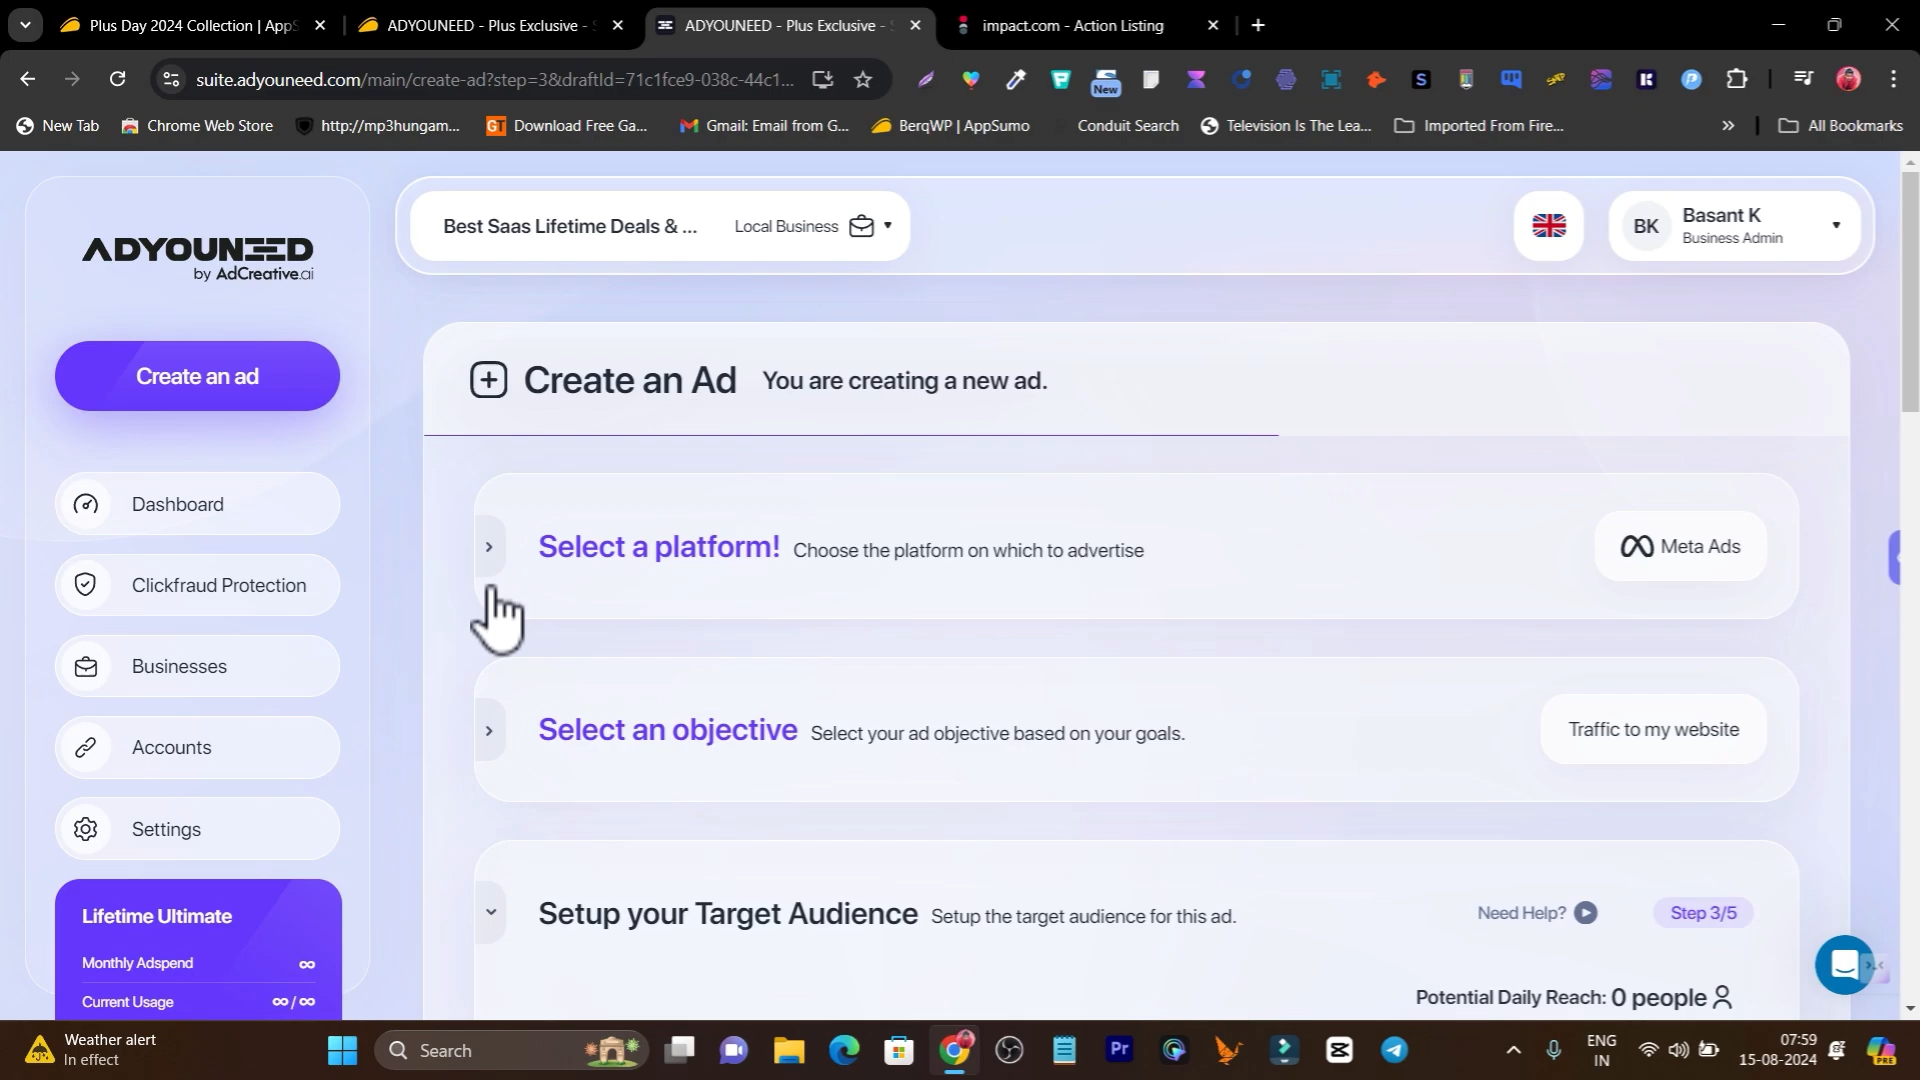 Plus Day 2024 Collection | Apps
ADYOUNEED - Plus Exclusive -
ADYOUNEED - Plus Exclusive -
impact.com - Action Listing
suite.adyouneed.com/main/create-ad?step=3&draftId=71c1fce9-038c-44c1...
New
S
New Tab
Chrome Web Store
http://mp3hungam...
GT
Download Free Ga...
Gmail: Email from G...
BerqWP | AppSumo
Conduit Search
Television Is The Lea...
Imported From Fire...
All Bookmarks
ADYOUNEED
by AdCreative.ai
Best Saas Lifetime Deals & ...
Local Business
BK
Basant K
Business Admin
Create an ad
Create an Ad
You are creating a new ad.
Dashboard
Clickfraud Protection
Businesses
Accounts
Settings
Select a platform!
Choose the platform on which to advertise
Meta Ads
Select an objective
Select your ad objective based on your goals.
Traffic to my website
Setup your Target Audience
Setup the target audience for this ad.
Need Help?
Step 3/5
Potential Daily Reach: 0 people
Lifetime Ultimate
Monthly Adspend
∞
Current Usage
∞/∞
Weather alert
In effect
Search
Pr
ENG
IN
07:59
15-08-2024
PRE